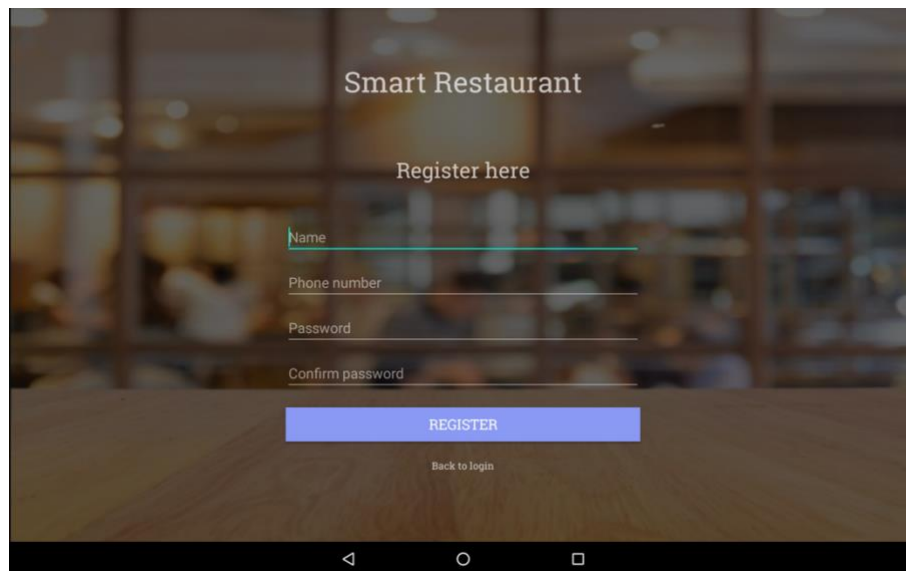 Smart Restaurant
Register here
Name
Phone number
Password
Confirm password
REGISTER
Back to login